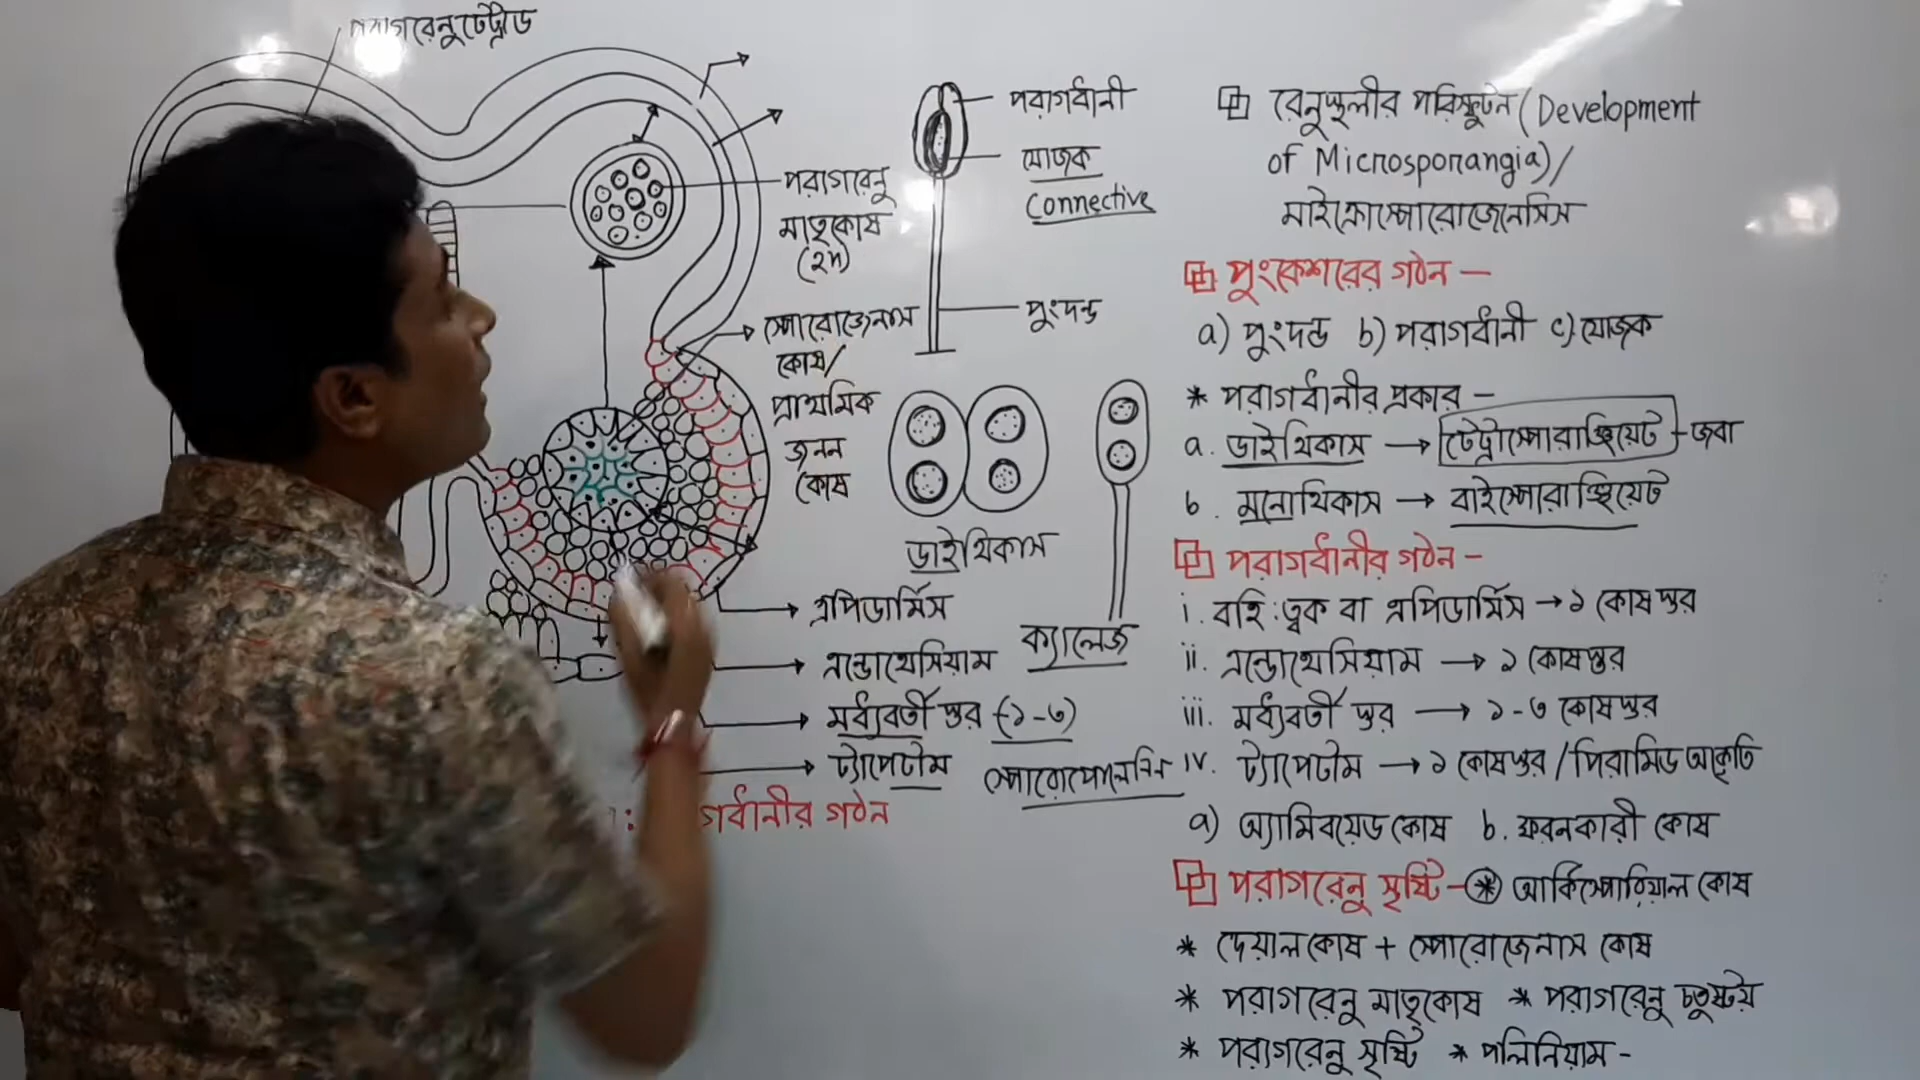 পরাগরেনু টেট্রাড
পরাগরেনু
মাতৃকোষ
(২n)
স্পোরোজেনাস
কোষ/
প্রাথমিক
জনন
কোষ
পরাগধানী
যোজক
Connective
পুংদন্ড
ডাইথিকাস
ক্যালেজ
এপিডার্মিস
এন্ডোথেসিয়াম
মধ্যবর্তী স্তর (১-৩)
ট্যাপেটাম
স্পোরোপোলেনিন
গধানীর গঠন
রেনুস্থলীর পরিস্ফুটন (Development
of Microsporangia)/
মাইক্রোস্পোরোজেনেসিস
পুংকেশরের গঠন —
a) পুংদন্ড b) পরাগধানী c) যোজক
* পরাগধানীর প্রকার —
a. ডাইথিকাস → টেট্রাস্পোরাঞ্জিয়েট - জবা
b. মনোথিকাস → বাইস্পোরাঞ্জিয়েট
পরাগধানীর গঠন —
i. বহি:ত্বক বা এপিডার্মিস → ১ কোষ স্তর
ii. এন্ডোথেসিয়াম → ১ কোষস্তর
iii. মধ্যবর্তী স্তর → ১-৩ কোষস্তর
iv. ট্যাপেটাম → ১ কোষস্তর / পিরামিড আকৃতি
a) অ্যামিবয়েড কোষ b. ক্ষরনকারী কোষ
পরাগরেনু সৃষ্টি - * আর্কিস্পোরিয়াল কোষ
* দেয়াল কোষ + স্পোরোজেনাস কোষ
* পরাগরেনু মাতৃকোষ * পরাগরেনু চতুষ্টয়
* পরাগরেনু সৃষ্টি * পলিনিয়াম -